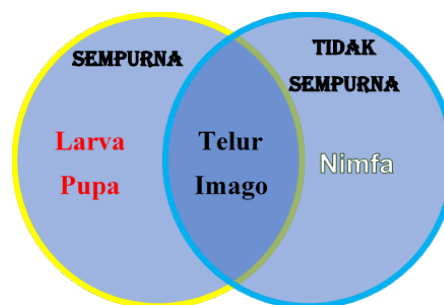 SEMPURNA
TIDAK
SEMPURNA
Larva
Pupa
Telur
Imago
Nimfa